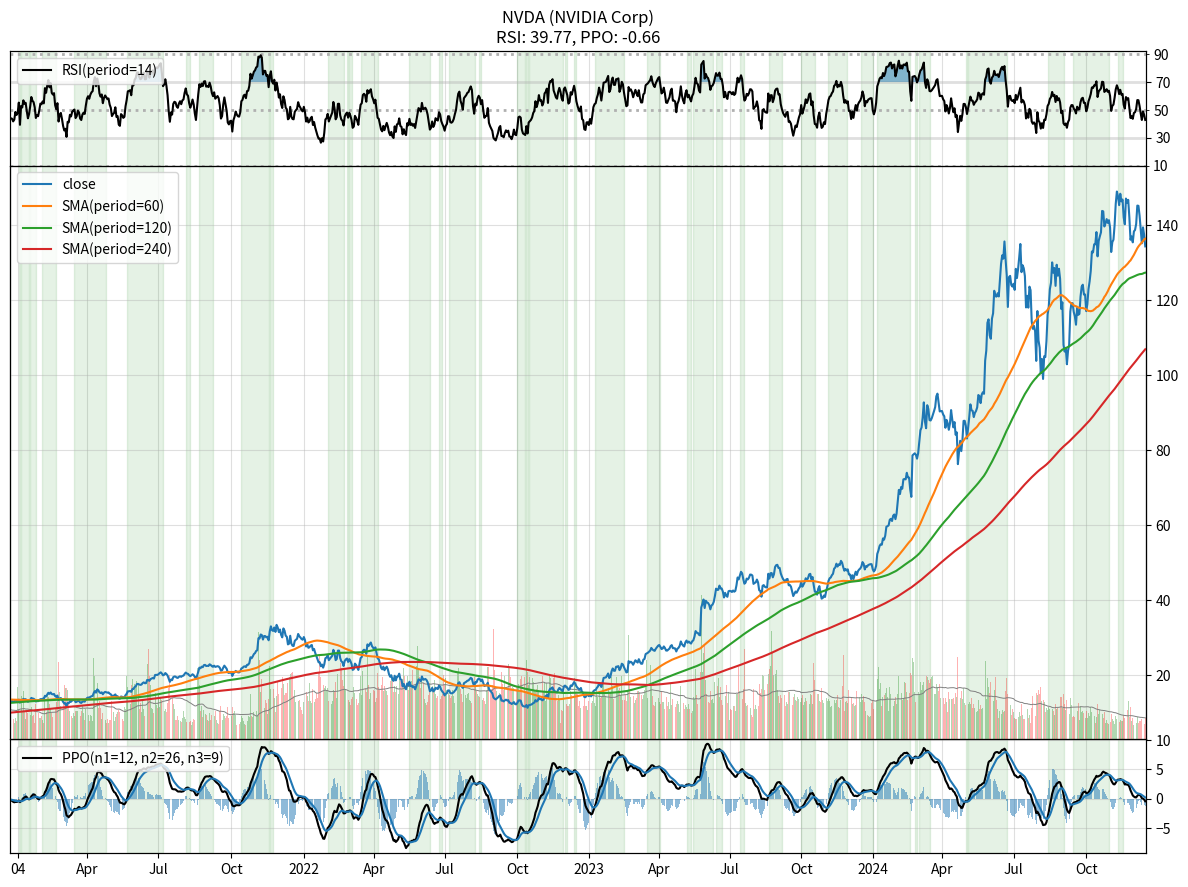 NVDA (NVIDIA Corp)
RSI: 39.77, PPO: -0.66
RSI(period=14)
90
70
50
30
10
close
SMA(period=60)
SMA(period=120)
SMA(period=240)
140
120
100
80
60
40
20
PPO(n1=12, n2=26, n3=9)
10
5
0
−5
04 Apr Jul Oct 2022 Apr Jul Oct 2023 Apr Jul Oct 2024 Apr Jul Oct